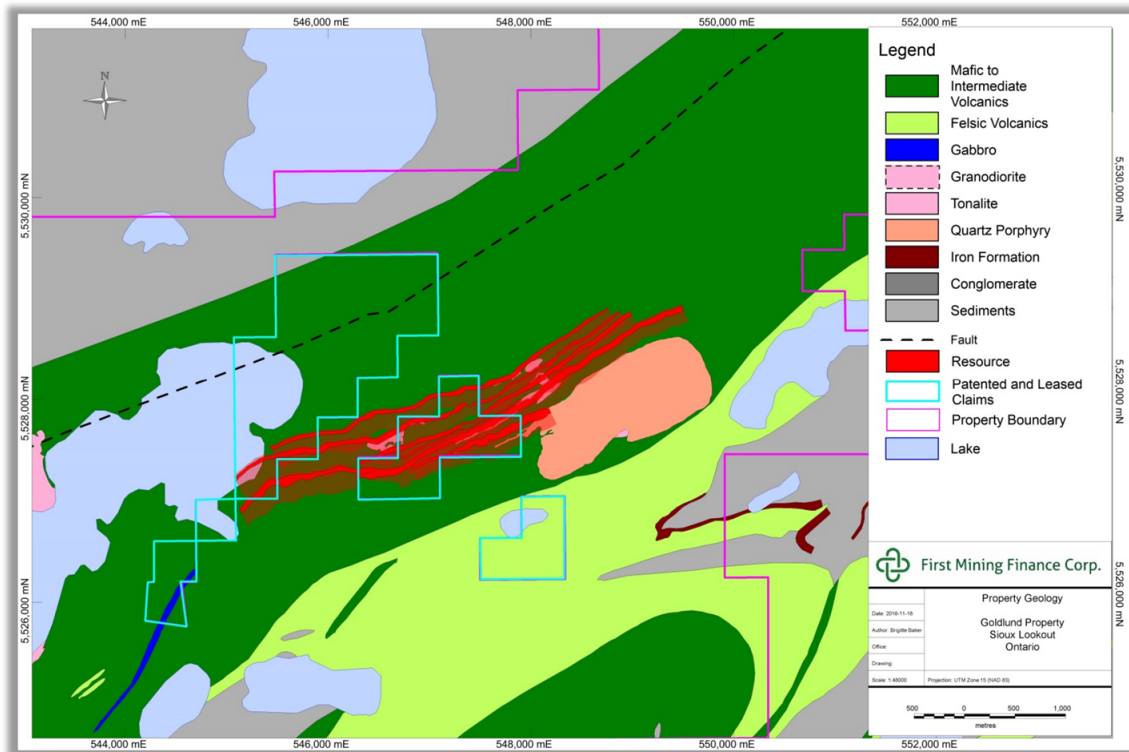 544,000 mE
546,000 mE
548,000 mE
550,000 mE
552,000 mE
N
5,530,000 mN
5,528,000 mN
5,526,000 mN
Legend
Mafic to
Intermediate
Volcanics
Felsic Volcanics
Gabbro
Granodiorite
Tonalite
Quartz Porphyry
Iron Formation
Conglomerate
Sediments
Fault
Resource
Patented and Leased
Claims
Property Boundary
Lake
5,530,000 mN
5,528,000 mN
5,526,000 mN
First Mining Finance Corp.
Property Geology
Goldlund Property
Sioux Lookout
Ontario
Date: 2016-11-16
Author: Brigitte Baker
Office:
Drawing:
Scale: 1:48000
Projection: UTM Zone 15 (NAD 83)
500
0
500
1,000
metres
544,000 mE
546,000 mE
548,000 mE
550,000 mE
552,000 mE